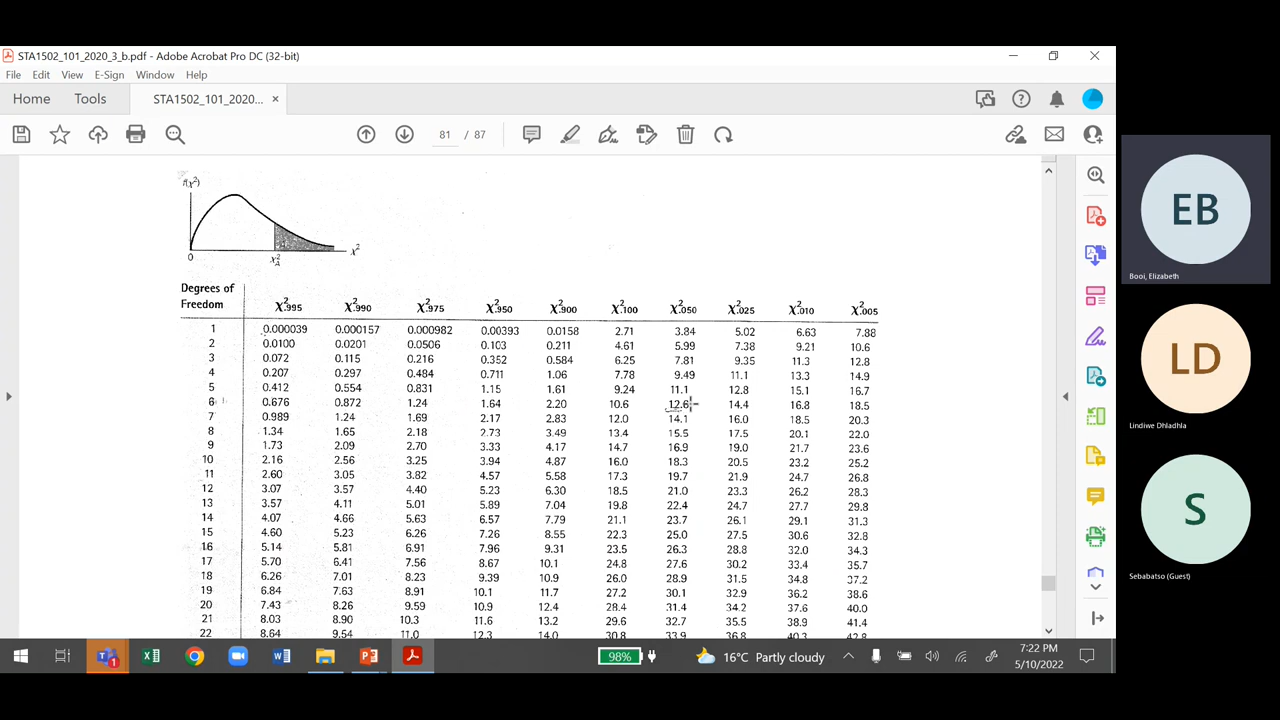 STA1502_101_2020_3_b.pdf - Adobe Acrobat Pro DC (32-bit)
File Edit View E-Sign Window Help
Home Tools STA1502_101_2020... ×
81 / 87
f(χ²)
0 χ²A χ²
Degrees of
Freedom χ².995 χ².990 χ².975 χ².950 χ².900 χ².100 χ².050 χ².025 χ².010 χ².005
1 0.000039 0.000157 0.000982 0.00393 0.0158 2.71 3.84 5.02 6.63 7.88
2 0.0100 0.0201 0.0506 0.103 0.211 4.61 5.99 7.38 9.21 10.6
3 0.072 0.115 0.216 0.352 0.584 6.25 7.81 9.35 11.3 12.8
4 0.207 0.297 0.484 0.711 1.06 7.78 9.49 11.1 13.3 14.9
5 0.412 0.554 0.831 1.15 1.61 9.24 11.1 12.8 15.1 16.7
6 0.676 0.872 1.24 1.64 2.20 10.6 12.6 14.4 16.8 18.5
7 0.989 1.24 1.69 2.17 2.83 12.0 14.1 16.0 18.5 20.3
8 1.34 1.65 2.18 2.73 3.49 13.4 15.5 17.5 20.1 22.0
9 1.73 2.09 2.70 3.33 4.17 14.7 16.9 19.0 21.7 23.6
10 2.16 2.56 3.25 3.94 4.87 16.0 18.3 20.5 23.2 25.2
11 2.60 3.05 3.82 4.57 5.58 17.3 19.7 21.9 24.7 26.8
12 3.07 3.57 4.40 5.23 6.30 18.5 21.0 23.3 26.2 28.3
13 3.57 4.11 5.01 5.89 7.04 19.8 22.4 24.7 27.7 29.8
14 4.07 4.66 5.63 6.57 7.79 21.1 23.7 26.1 29.1 31.3
15 4.60 5.23 6.26 7.26 8.55 22.3 25.0 27.5 30.6 32.8
16 5.14 5.81 6.91 7.96 9.31 23.5 26.3 28.8 32.0 34.3
17 5.70 6.41 7.56 8.67 10.1 24.8 27.6 30.2 33.4 35.7
18 6.26 7.01 8.23 9.39 10.9 26.0 28.9 31.5 34.8 37.2
19 6.84 7.63 8.91 10.1 11.7 27.2 30.1 32.9 36.2 38.6
20 7.43 8.26 9.59 10.9 12.4 28.4 31.4 34.2 37.6 40.0
21 8.03 8.90 10.3 11.6 13.2 29.6 32.7 35.5 38.9 41.4
22 8.64 9.54 11.0 12.3 14.0 30.8 33.9 36.8 40.3 42.8
EB
Booi, Elizabeth
LD
Lindiwe Dhladhla
S
Sebabatso (Guest)
1 98% 16°C Partly cloudy 7:22 PM
5/10/2022